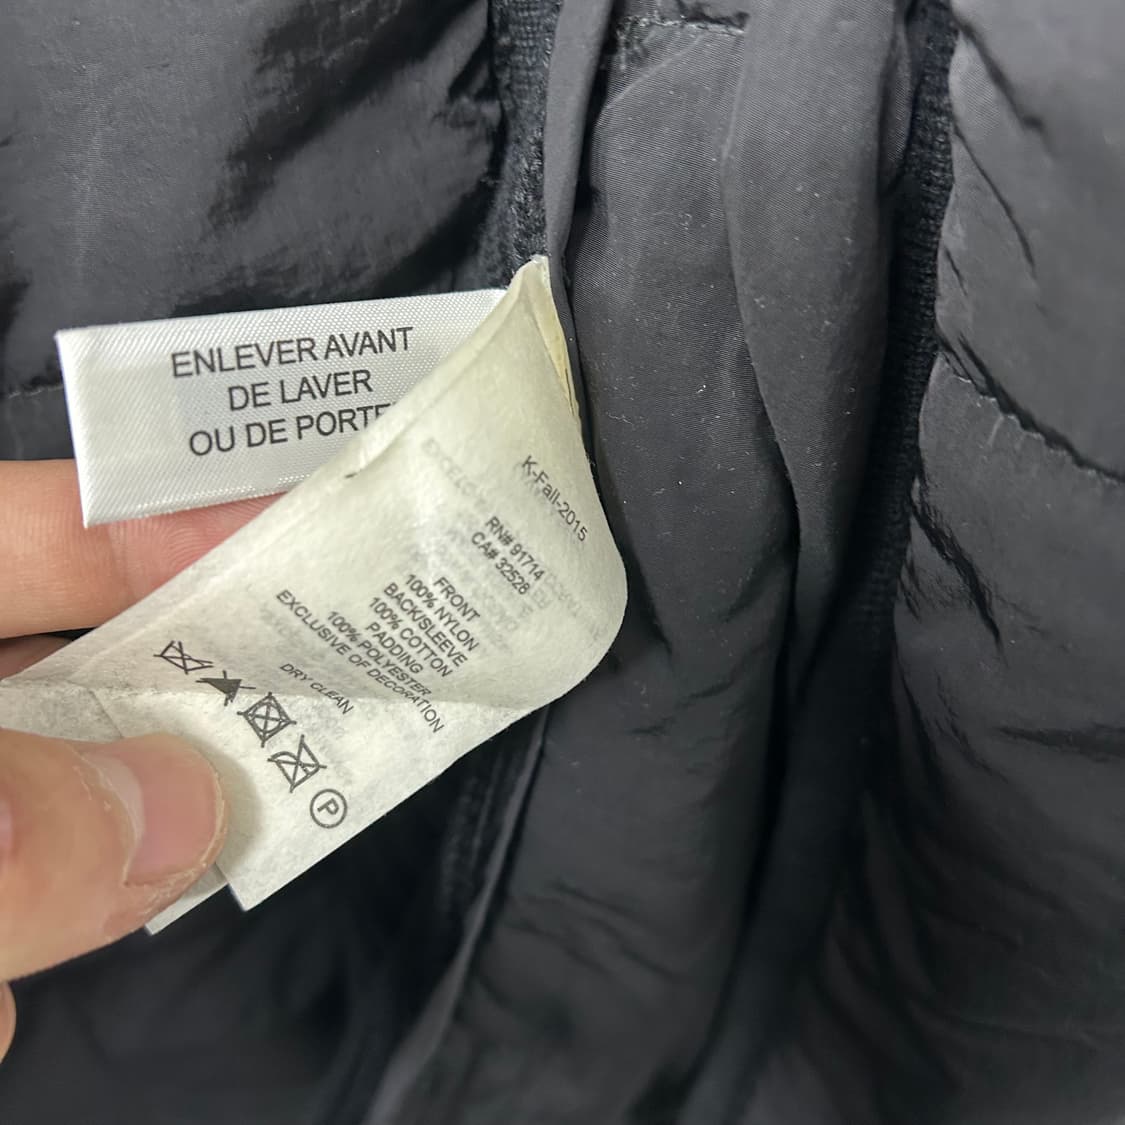 ENLEVER AVANT
DE LAVER
OU DE PORTE
K-Fall-2015
RN# 91714
CA# 32528
FRONT
100% NYLON
BACK/SLEEVE
100% COTTON
PADDING
100% POLYESTER
EXCLUSIVE OF DECORATION
DRY CLEAN
P